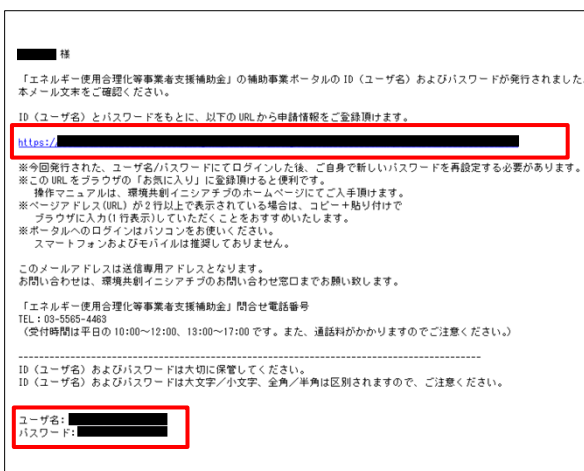 様
「エネルギー使用合理化等事業者支援補助金」の補助事業ポータルの ID（ユーザ名）およびパスワードが発行されました。
本メール文末をご確認ください。
ID（ユーザ名）とパスワードをもとに、以下の URL から申請情報をご登録頂けます。
https:/
※今回発行された、ユーザ名/パスワードにてログインした後、ご自身で新しいパスワードを再設定する必要があります。
※この URL をブラウザの「お気に入り」に登録頂けると便利です。
操作マニュアルは、環境共創イニシアチブのホームページにてご入手頂けます。
※ページアドレス(URL) が 2 行以上で表示されている場合は、コピー＋貼り付けで
ブラウザに入力(1 行表示)していただくことをおすすめいたします。
※ポータルへのログインはパソコンをお使いください。
スマートフォンおよびモバイルは推奨しておりません。
このメールアドレスは送信専用アドレスとなります。
お問い合わせは、環境共創イニシアチブのお問い合わせ窓口までお願い致します。
「エネルギー使用合理化等事業者支援補助金」問合せ電話番号
TEL：03-5565-4463
（受付時間は平日の 10:00～12:00、13:00～17:00 です。また、通話料がかかりますのでご注意ください。）
------------------------------------------------------------------------------------------
ID（ユーザ名）およびパスワードは大切に保管してください。
ID（ユーザ名）およびパスワードは大文字／小文字、全角／半角は区別されますので、ご注意ください。
ユーザ名：
パスワード：